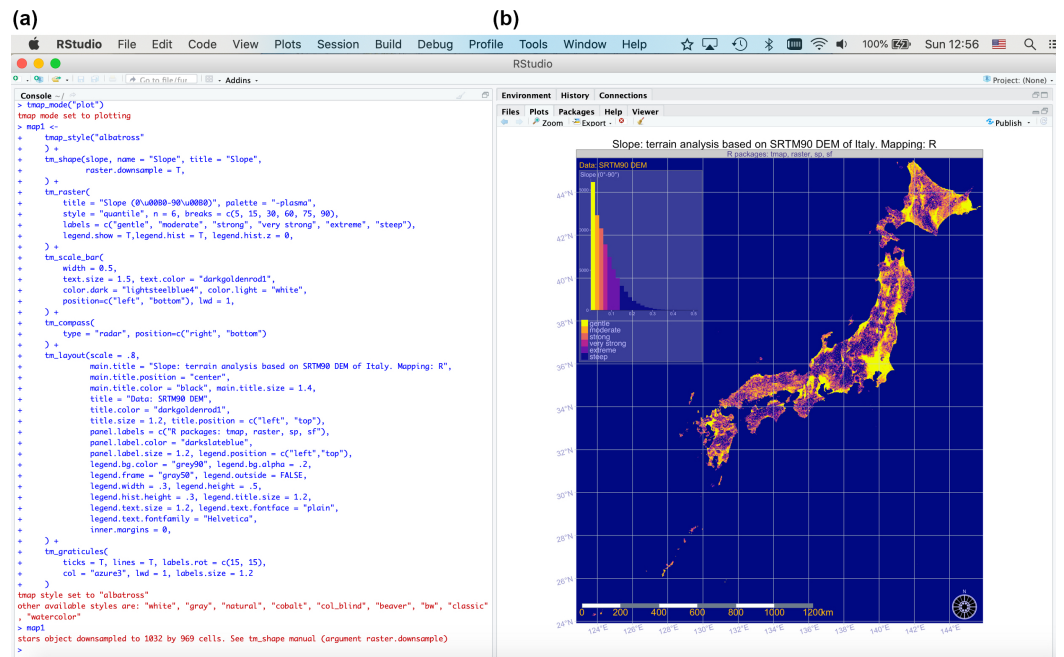 (a)
(b)
RStudio File Edit Code View Plots Session Build Debug Profile Tools Window Help 100% Sun 12:56
RStudio
Go to file/fun Addins Project: (None)
Console ~/
> tmap_mode("plot")
tmap mode set to plotting
> map1 <-
+ tmap_style("albatross"
+ ) +
+ tm_shape(slope, name = "Slope", title = "Slope",
+ raster.downsample = T,
+ ) +
+ tm_raster(
+ title = "Slope (0\u00B0-90\u00B0)", palette = "-plasma",
+ style = "quantile", n = 6, breaks = c(5, 15, 30, 60, 75, 90),
+ labels = c("gentle", "moderate", "strong", "very strong", "extreme", "steep"),
+ legend.show = T,legend.hist = T, legend.hist.z = 0,
+ ) +
+ tm_scale_bar(
+ width = 0.5,
+ text.size = 1.5, text.color = "darkgoldenrod1",
+ color.dark = "lightsteelblue4", color.light = "white",
+ position=c("left", "bottom"), lwd = 1,
+ ) +
+ tm_compass(
+ type = "radar", position=c("right", "bottom")
+ ) +
+ tm_layout(scale = .8,
+ main.title = "Slope: terrain analysis based on SRTM90 DEM of Italy. Mapping: R",
+ main.title.position = "center",
+ main.title.color = "black", main.title.size = 1.4,
+ title = "Data: SRTM90 DEM",
+ title.color = "darkgoldenrod1",
+ title.size = 1.2, title.position = c("left", "top"),
+ panel.labels = c("R packages: tmap, raster, sp, sf"),
+ panel.label.color = "darkslateblue",
+ panel.label.size = 1.2, legend.position = c("left","top"),
+ legend.bg.color = "grey90", legend.bg.alpha = .2,
+ legend.frame = "gray50", legend.outside = FALSE,
+ legend.width = .3, legend.height = .5,
+ legend.hist.height = .3, legend.title.size = 1.2,
+ legend.text.size = 1.2, legend.text.fontface = "plain",
+ legend.text.fontfamily = "Helvetica",
+ inner.margins = 0,
+ ) +
+ tm_graticules(
+ ticks = T, lines = T, labels.rot = c(15, 15),
+ col = "azure3", lwd = 1, labels.size = 1.2
+ )
tmap style set to "albatross"
other available styles are: "white", "gray", "natural", "cobalt", "col_blind", "beaver", "bw", "classic"
, "watercolor"
> map1
stars object downsampled to 1032 by 969 cells. See tm_shape manual (argument raster.downsample)
>
Environment History Connections
Files Plots Packages Help Viewer
Zoom Export Publish
Slope: terrain analysis based on SRTM90 DEM of Italy. Mapping: R
R packages: tmap, raster, sp, sf
Data: SRTM90 DEM
Slope (0°-90°)
0.1 0.2 0.3 0.4 0.5
gentle
moderate
strong
very strong
extreme
steep
44°N
42°N
40°N
38°N
36°N
34°N
32°N
30°N
28°N
26°N
24°N
N
0 200 400 600 800 1000 1200km
124°E 126°E 128°E 130°E 132°E 134°E 136°E 138°E 140°E 142°E 144°E